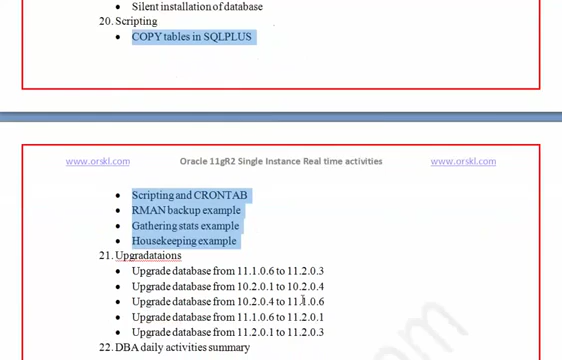 • Silent installation of database
20. Scripting
• COPY tables in SQLPLUS
www.orskl.com Oracle 11gR2 Single Instance Real time activities www.orskl.com
• Scripting and CRONTAB
• RMAN backup example
• Gathering stats example
• Housekeeping example
21. Upgradataions
• Upgrade database from 11.1.0.6 to 11.2.0.3
• Upgrade database from 10.2.0.1 to 10.2.0.4
• Upgrade database from 10.2.0.4 to 11.1.0.6
• Upgrade database from 11.1.0.6 to 11.2.0.1
• Upgrade database from 11.2.0.1 to 11.2.0.3
22. DBA daily activities summary
.com